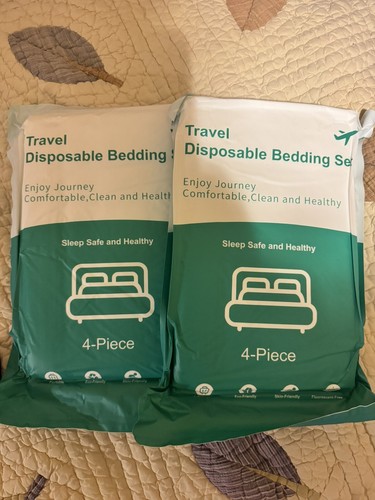 Travel
Disposable Bedding
Enjoy Journey
Comfortable,Clean and Health
Sleep Safe and Healthy
4-Piece
Travel
Disposable Bedding Set
Enjoy Journey
Comfortable,Clean and Healthy
Sleep Safe and Healthy
4-Piece
Eco-Friendly
Skin-Friendly